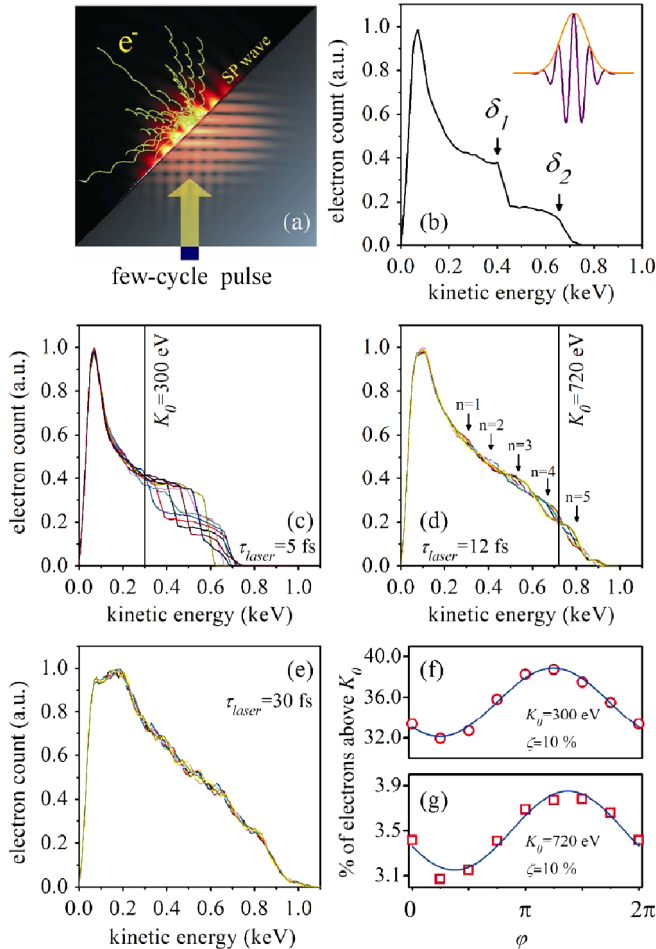 e-
SP wave
(a)
few-cycle pulse
electron count (a.u.)
1.0
0.8
0.6
0.4
0.2
0.0
δ1
δ2
(b)
0.0 0.2 0.4 0.6 0.8 1.0
kinetic energy (keV)
electron count (a.u.)
1.0
0.8
0.6
0.4
0.2
0.0
K0=300 eV
(c)
τlaser=5 fs
0.0 0.2 0.4 0.6 0.8 1.0
kinetic energy (keV)
electron count (a.u.)
1.0
0.8
0.6
0.4
0.2
0.0
K0=720 eV
n=1
n=2
n=3
n=4
n=5
(d)
τlaser=12 fs
0.0 0.2 0.4 0.6 0.8 1.0
kinetic energy (keV)
electron count (a.u.)
1.0
0.8
0.6
0.4
0.2
0.0
(e)
τlaser=30 fs
0.0 0.2 0.4 0.6 0.8 1.0
kinetic energy (keV)
% of electrons above K0
40.0
36.0
32.0
(f)
K0=300 eV
ζ=10 %
3.9
3.5
3.1
(g)
K0=720 eV
ζ=10 %
0 π 2π
φ